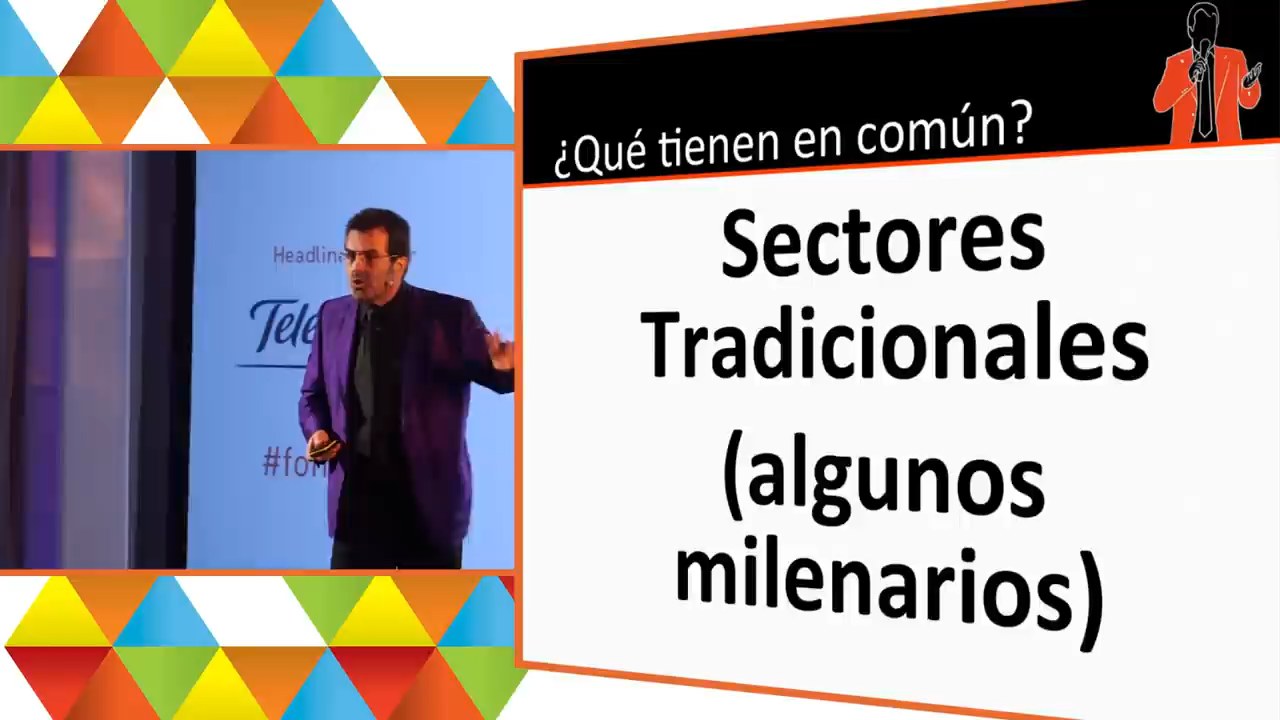 ¿Qué tienen en común?
Sectores
Tradicionales
(algunos
milenarios)